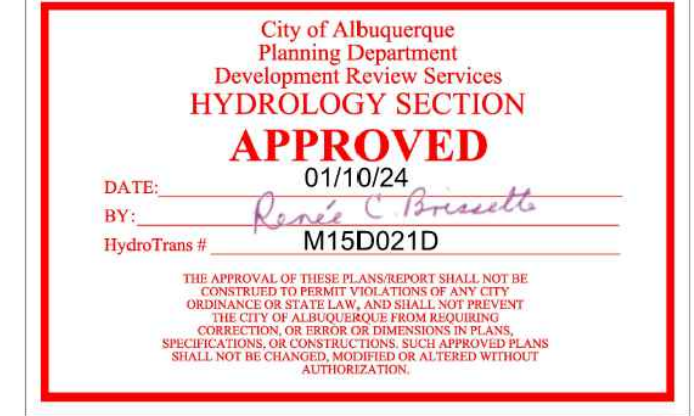 City of Albuquerque
Planning Department
Development Review Services
HYDROLOGY SECTION
APPROVED
DATE: 01/10/24
BY: Renée C. Brissette
HydroTrans # M15D021D
THE APPROVAL OF THESE PLANS/REPORT SHALL NOT BE
CONSTRUED TO PERMIT VIOLATIONS OF ANY CITY
ORDINANCE OR STATE LAW, AND SHALL NOT PREVENT
THE CITY OF ALBUQUERQUE FROM REQUIRING
CORRECTION, OR ERROR OR DIMENSIONS IN PLANS,
SPECIFICATIONS, OR CONSTRUCTIONS. SUCH APPROVED PLANS
SHALL NOT BE CHANGED, MODIFIED OR ALTERED WITHOUT
AUTHORIZATION.